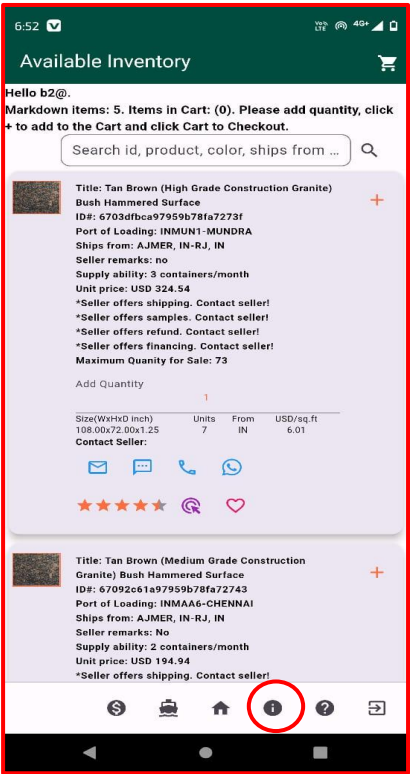 6:52
Vo))
LTE
4G+
Available Inventory
Hello b2@.
Markdown items: 5. Items in Cart: (0). Please add quantity, click
+ to add to the Cart and click Cart to Checkout.
Search id, product, color, ships from ...
Title: Tan Brown (High Grade Construction Granite)
Bush Hammered Surface
ID#: 6703dfbca97959b78fa7273f
Port of Loading: INMUN1-MUNDRA
Ships from: AJMER, IN-RJ, IN
Seller remarks: no
Supply ability: 3 containers/month
Unit price: USD 324.54
*Seller offers shipping. Contact seller!
*Seller offers samples. Contact seller!
*Seller offers refund. Contact seller!
*Seller offers financing. Contact seller!
Maximum Quanity for Sale: 73
Add Quantity
1
Size(WxHxD inch) Units From USD/sq.ft
108.00x72.00x1.25 7 IN 6.01
Contact Seller:
Title: Tan Brown (Medium Grade Construction
Granite) Bush Hammered Surface
ID#: 67092c61a97959b78fa72743
Port of Loading: INMAA6-CHENNAI
Ships from: AJMER, IN-RJ, IN
Seller remarks: No
Supply ability: 2 containers/month
Unit price: USD 194.94
*Seller offers shipping. Contact seller!